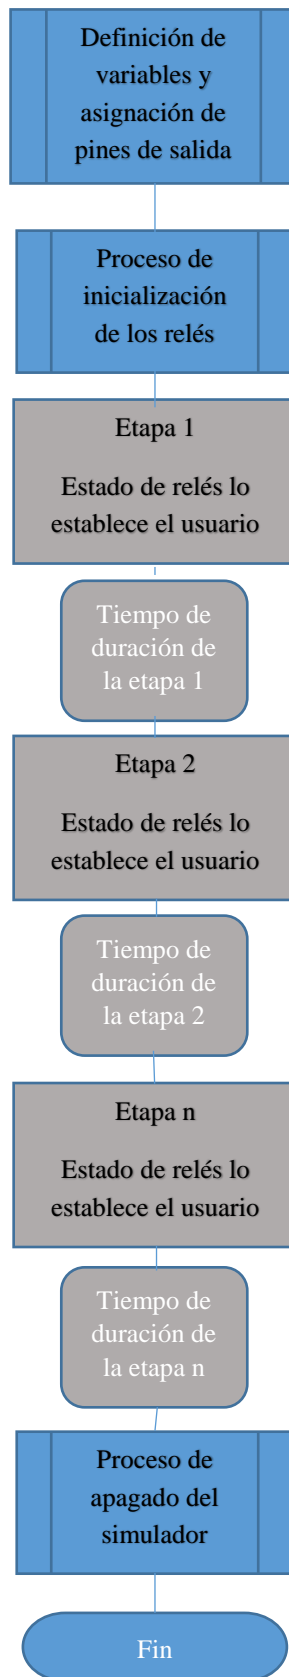 Definición de
variables y
asignación de
pines de salida
Proceso de
inicialización
de los relés
Etapa 1
Estado de relés lo
establece el usuario
Tiempo de
duración de
la etapa 1
Etapa 2
Estado de relés lo
establece el usuario
Tiempo de
duración de
la etapa 2
Etapa n
Estado de relés lo
establece el usuario
Tiempo de
duración de
la etapa n
Proceso de
apagado del
simulador
Fin